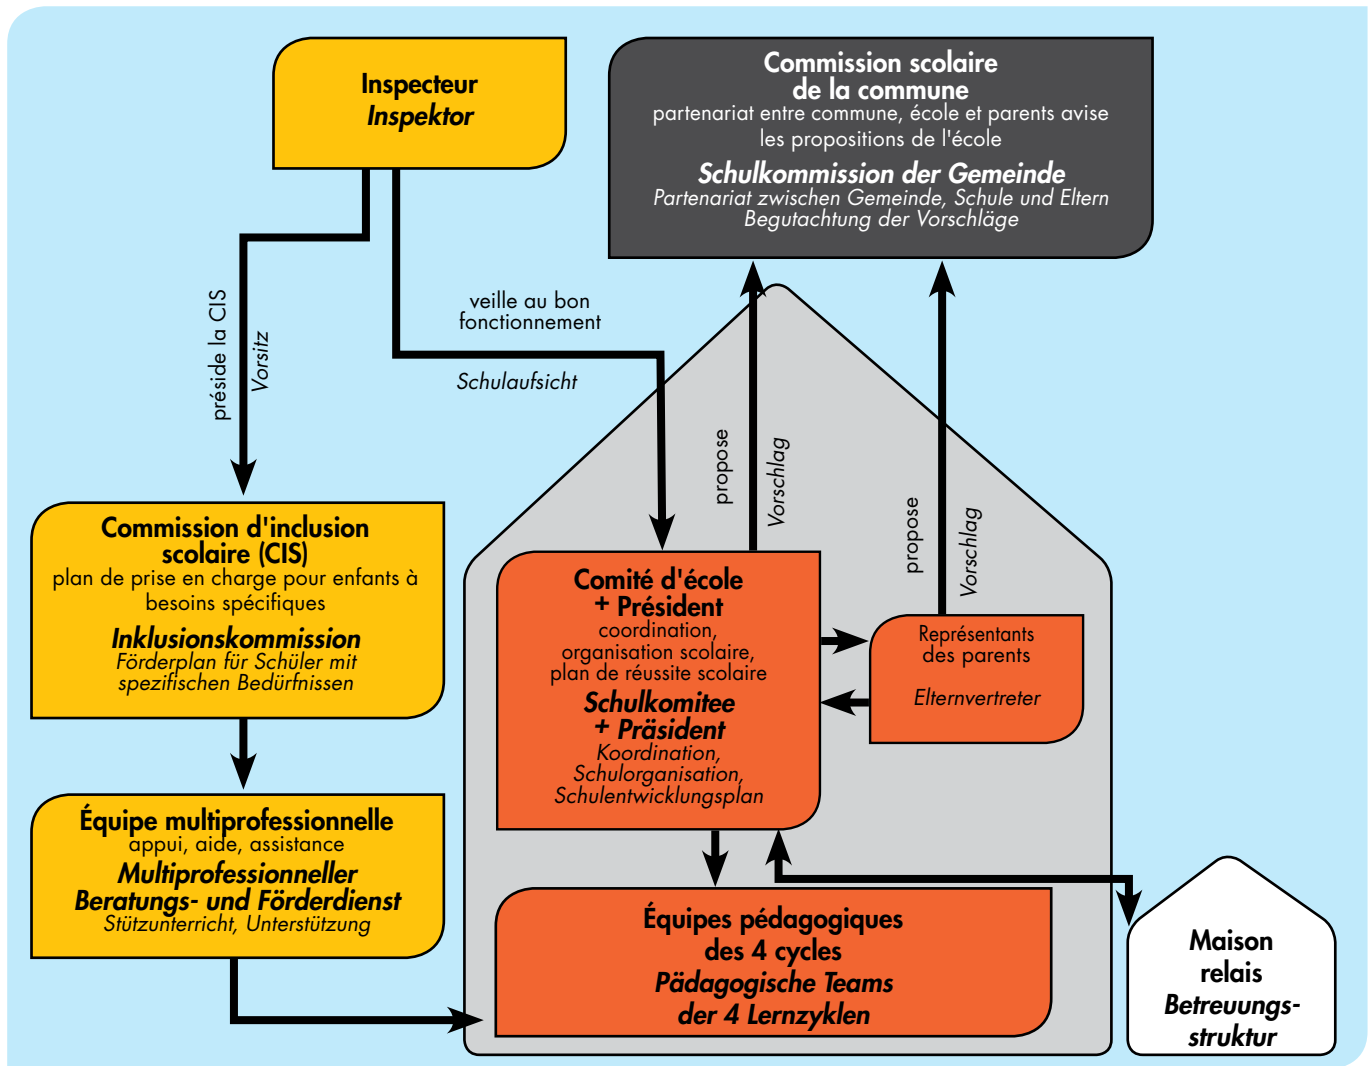 Inspecteur
Inspektor
Commission scolaire
de la commune
partenariat entre commune, école et parents avise
les propositions de l'école
Schulkommission der Gemeinde
Partenariat zwischen Gemeinde, Schule und Eltern
Begutachtung der Vorschläge
préside la CIS
Vorsitz
veille au bon
fonctionnement
Schulaufsicht
propose
Vorschlag
propose
Vorschlag
Commission d'inclusion
scolaire (CIS)
plan de prise en charge pour enfants à
besoins spécifiques
Inklusionskommission
Förderplan für Schüler mit
spezifischen Bedürfnissen
Comité d'école
+ Président
coordination,
organisation scolaire,
plan de réussite scolaire
Schulkomitee
+ Präsident
Koordination,
Schulorganisation,
Schulentwicklungsplan
Représentants
des parents
Elternvertreter
Équipe multiprofessionnelle
appui, aide, assistance
Multiprofessioneller
Beratungs- und Förderdienst
Stützunterricht, Unterstützung
Équipes pédagogiques
des 4 cycles
Pädagogische Teams
der 4 Lernzyklen
Maison
relais
Betreuungs-
struktur